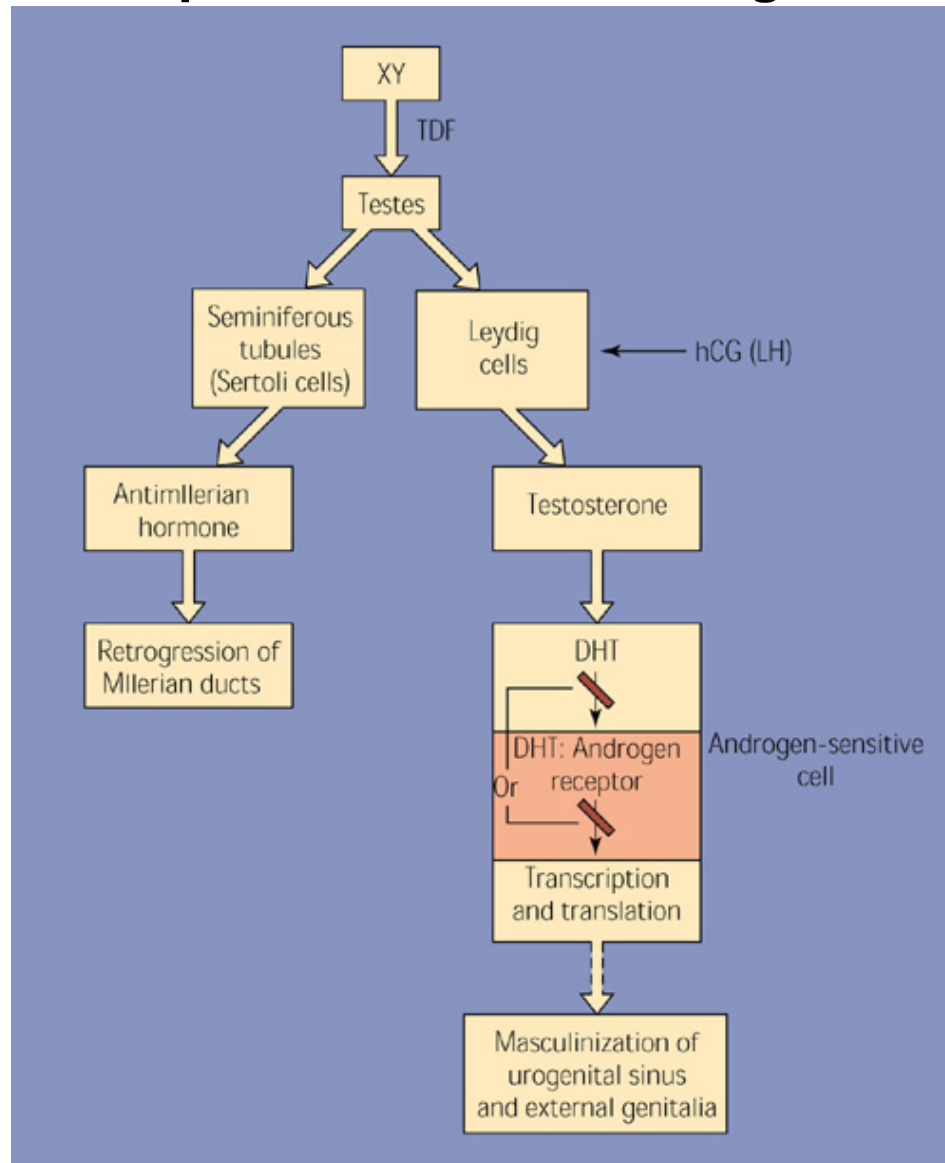 XY
TDF
Testes
Seminiferous
tubules
(Sertoli cells)
Leydig
cells
hCG (LH)
Antimllerian
hormone
Testosterone
Retrogression of
Mllerian ducts
DHT
DHT: Androgen
receptor
Or
Androgen-sensitive
cell
Transcription
and translation
Masculinization of
urogenital sinus
and external genitalia